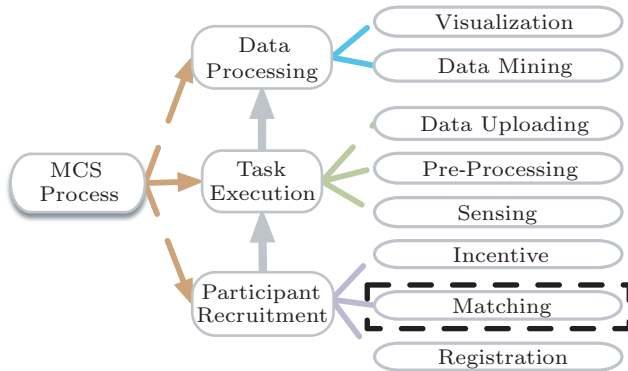 MCS
Process
Data
Processing
Visualization
Data Mining
Task
Execution
Data Uploading
Pre-Processing
Sensing
Participant
Recruitment
Incentive
Matching
Registration